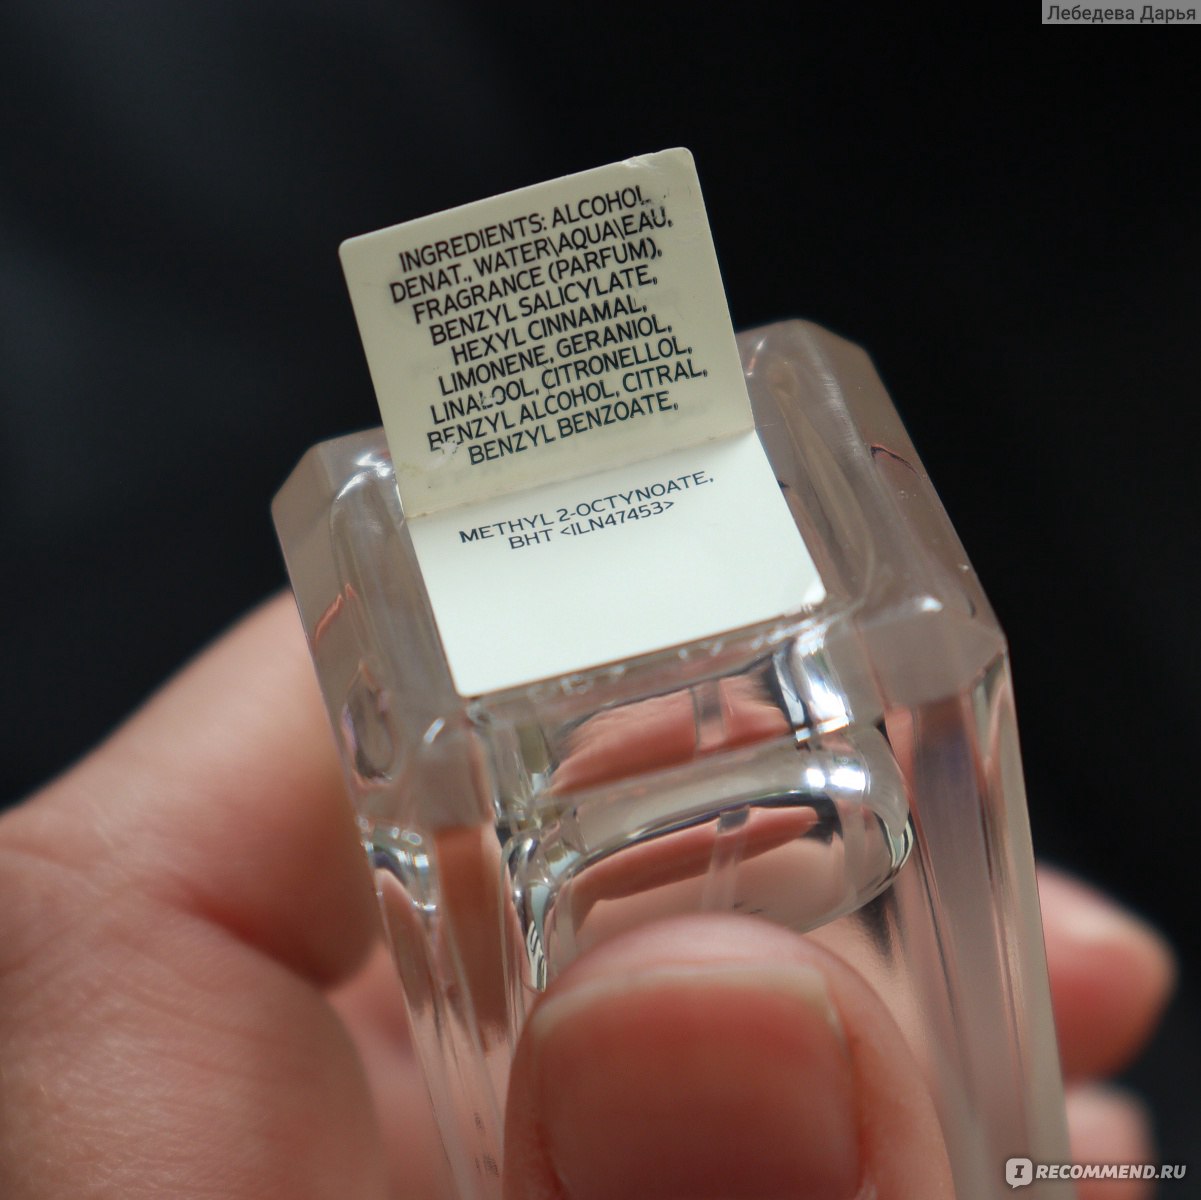 Лебедева Дарья
INGREDIENTS: ALCOHOL
DENAT., WATER\AQUA\EAU,
FRAGRANCE (PARFUM),
BENZYL SALICYLATE,
HEXYL CINNAMAL,
LIMONENE, GERANIOL,
LINALOOL, CITRONELLOL,
BENZYL ALCOHOL, CITRAL,
BENZYL BENZOATE,
METHYL 2-OCTYNOATE,
BHT <ILN47453>
I RECOMMEND.RU